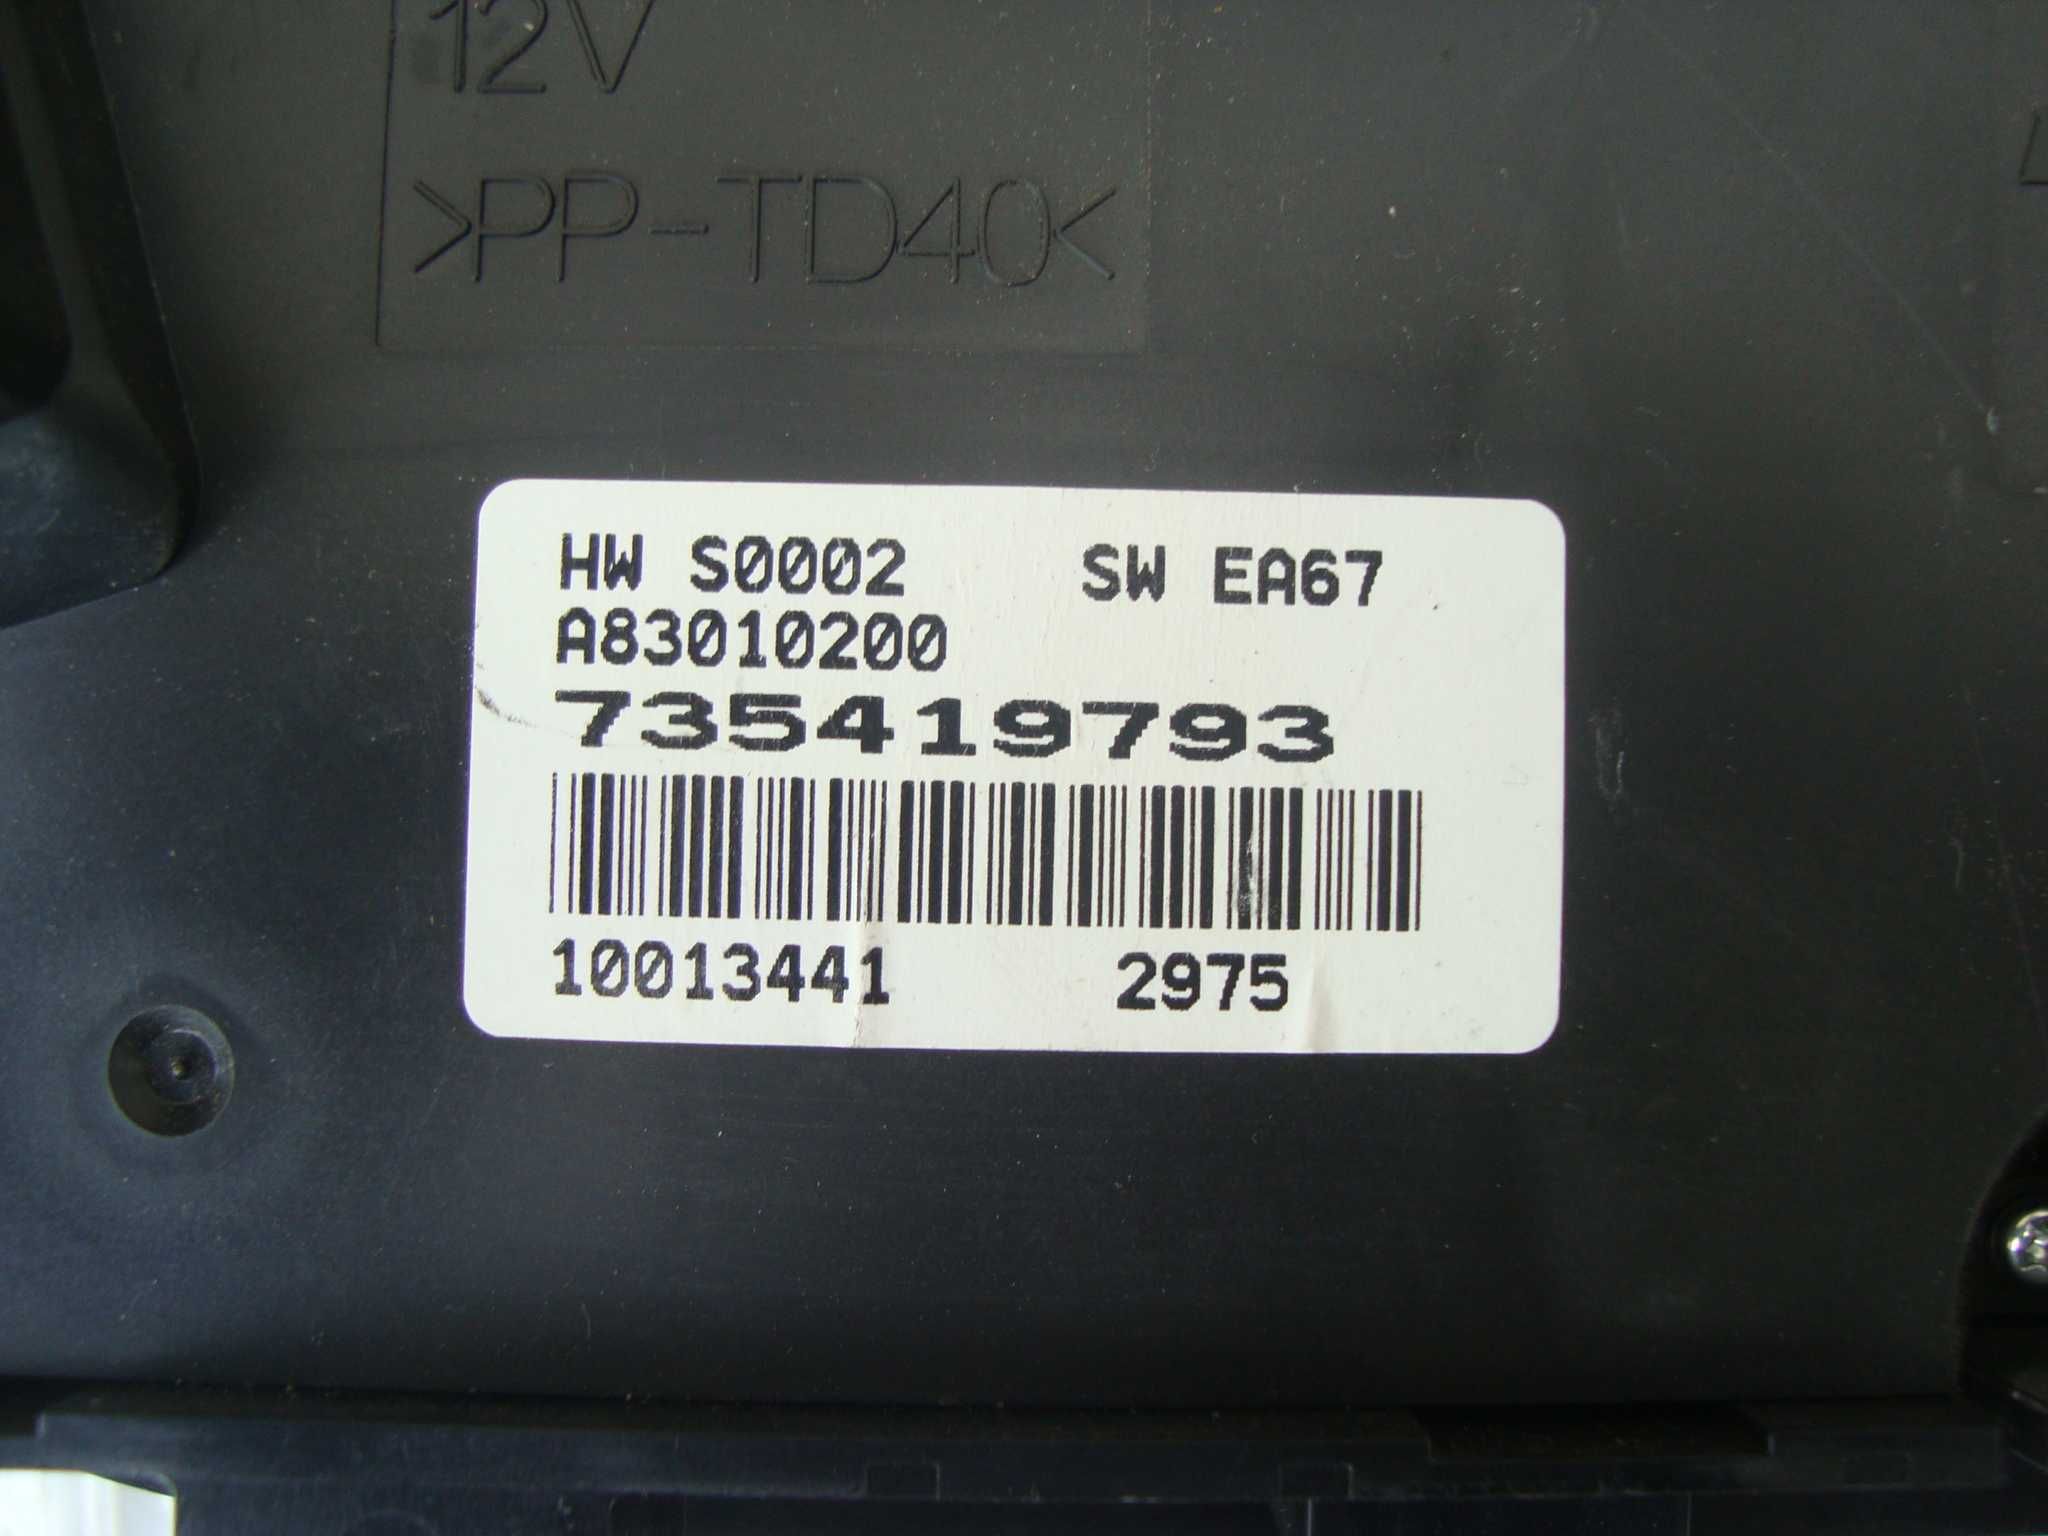 12V
>PP-TD40<
HW S0002 SW EA67
A83010200
735419793
10013441 2975